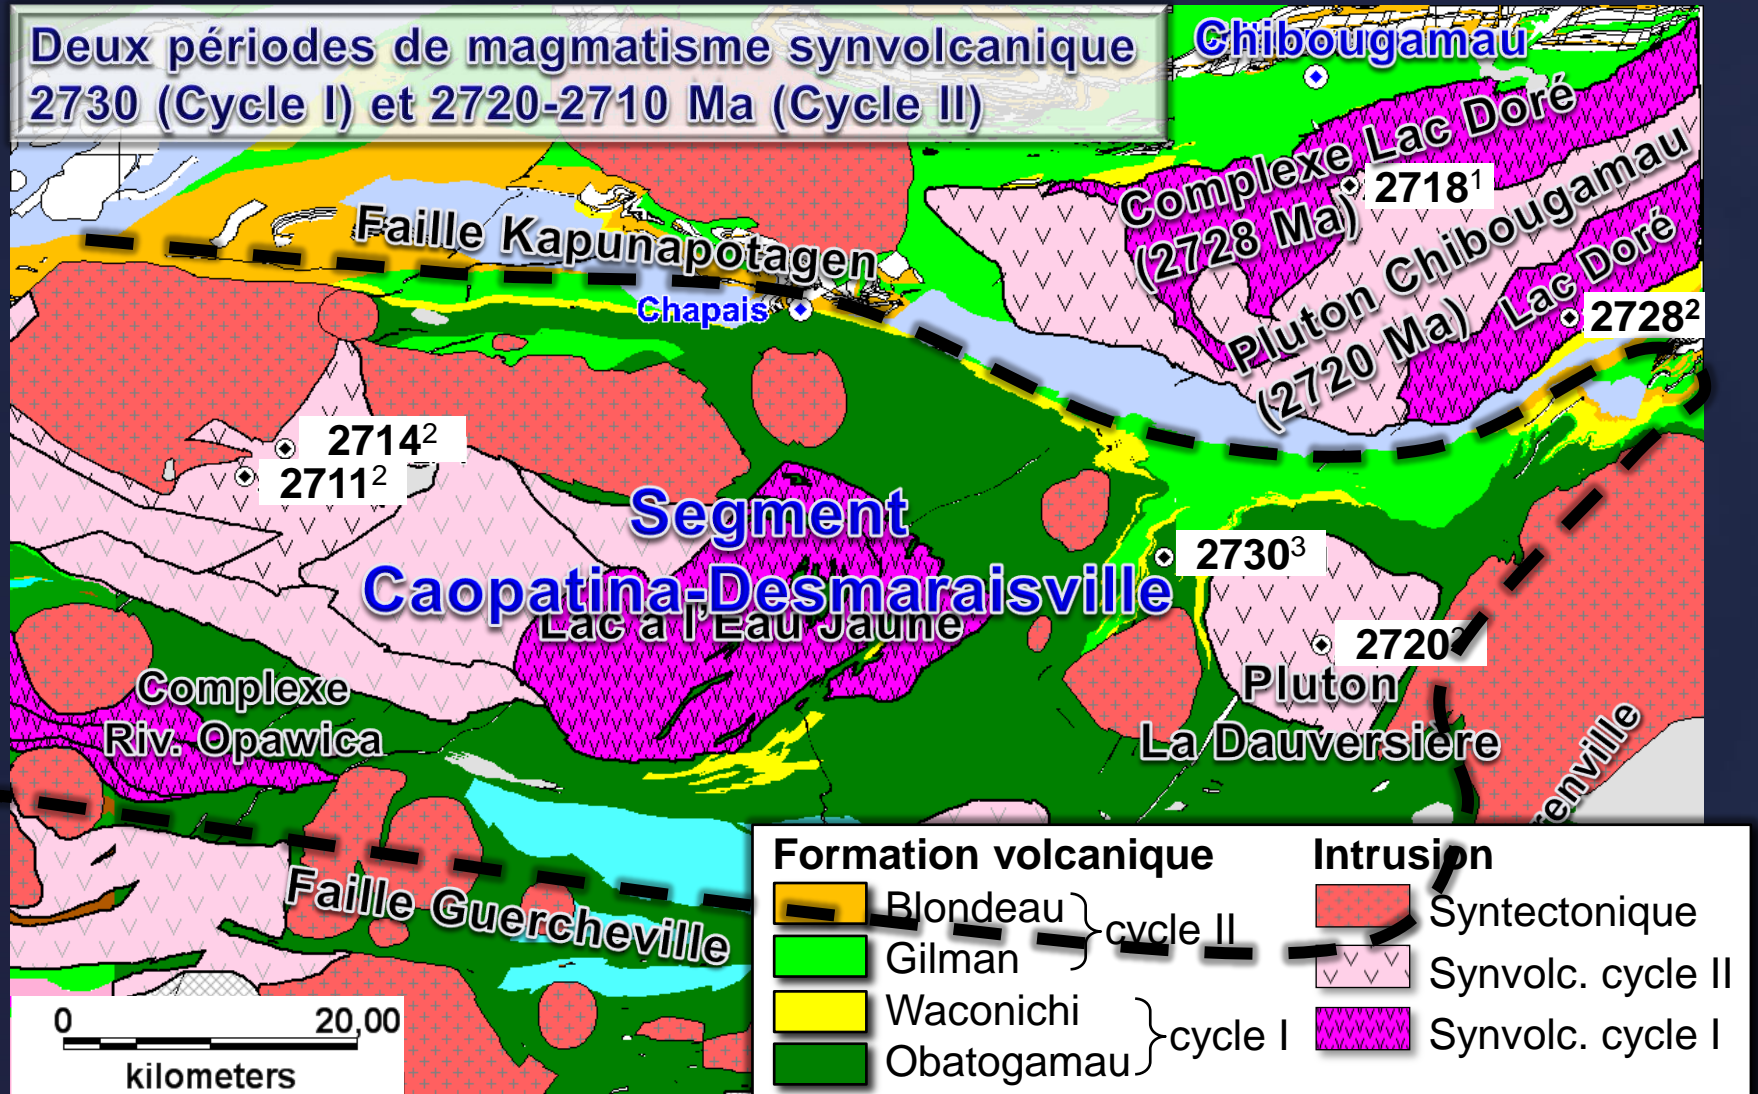 Deux périodes de magmatisme synvolcanique
2730 (Cycle I) et 2720-2710 Ma (Cycle II)
Chibougamau
Complexe Lac Doré
(2728 Ma)
2718¹
Pluton Chibougamau
(2720 Ma)
Lac Doré
2728²
Faille Kapunapotagen
Chapais
2714²
2711²
Segment
Caopatina-Desmaraisville
Lac à l'Eau Jaune
2730³
2720
Pluton
La Dauversière
Complexe
Riv. Opawica
renville
Faille Guercheville
0 20,00
kilometers
Formation volcanique
Blondeau
Gilman
cycle II
Waconichi
Obatogamau
cycle I
Intrusion
Syntectonique
Synvolc. cycle II
Synvolc. cycle I